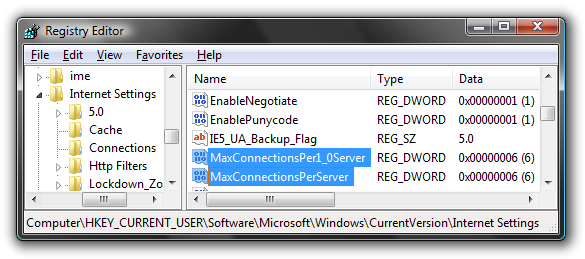 Registry Editor
File Edit View Favorites Help
ime
Internet Settings
5.0
Cache
Connections
Http Filters
Lockdown_Zo
Name Type Data
EnableNegotiate REG_DWORD 0x00000001 (1)
EnablePunycode REG_DWORD 0x00000001 (1)
IE5_UA_Backup_Flag REG_SZ 5.0
MaxConnectionsPer1_0Server REG_DWORD 0x00000006 (6)
MaxConnectionsPerServer REG_DWORD 0x00000006 (6)
Computer\HKEY_CURRENT_USER\Software\Microsoft\Windows\CurrentVersion\Internet Settings